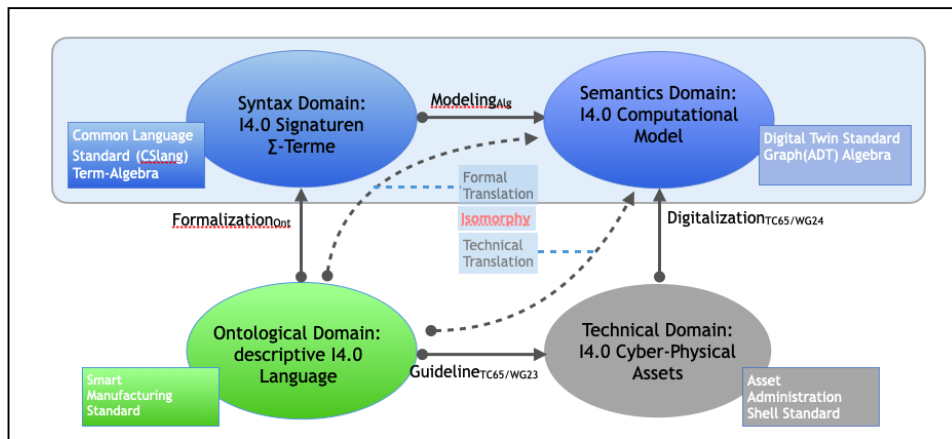 Syntax Domain:
I4.0 Signaturen
Σ-Terme
Modeling_Alg
Semantics Domain:
I4.0 Computational
Model
Common Language
Standard (CSlang)
Term-Algebra
Digital Twin Standard
Graph(ADT) Algebra
Formal
Translation
Isomorphy
Technical
Translation
Formalization_Ont
Digitalization_TC65/WG24
Ontological Domain:
descriptive I4.0
Language
Technical Domain:
I4.0 Cyber-Physical
Assets
Guideline_TC65/WG23
Smart
Manufacturing
Standard
Asset
Administration
Shell Standard